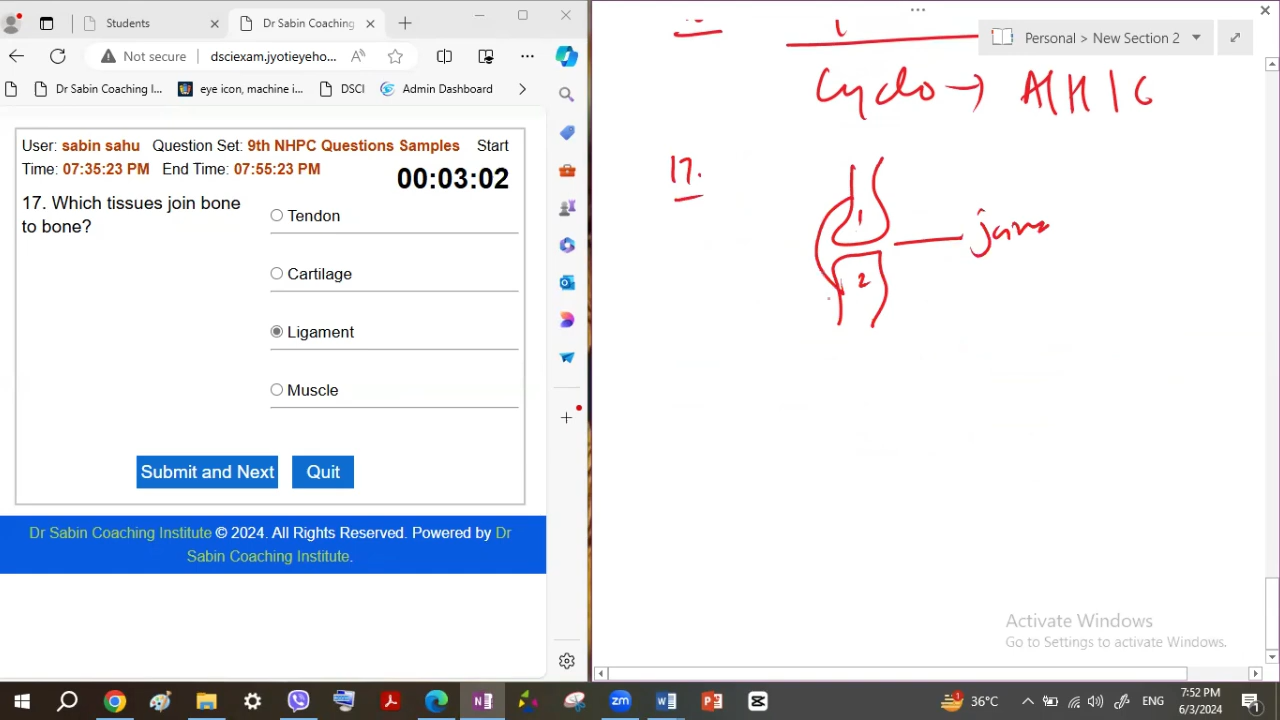 Students
Dr Sabin Coaching
Personal > New Section 2
Not secure
dsciexam.jyotieyeho...
Dr Sabin Coaching I...
eye icon, machine i...
DSCI
Admin Dashboard
Cyclo → A/H/G
User: sabin sahu Question Set: 9th NHPC Questions Samples Start
Time: 07:35:23 PM End Time: 07:55:23 PM
00:03:02
17. Which tissues join bone
to bone?
Tendon
Cartilage
Ligament
Muscle
Submit and Next
Quit
Dr Sabin Coaching Institute © 2024. All Rights Reserved. Powered by Dr
Sabin Coaching Institute.
17.
1
2
Activate Windows
Go to Settings to activate Windows.
36°C
ENG
7:52 PM
6/3/2024